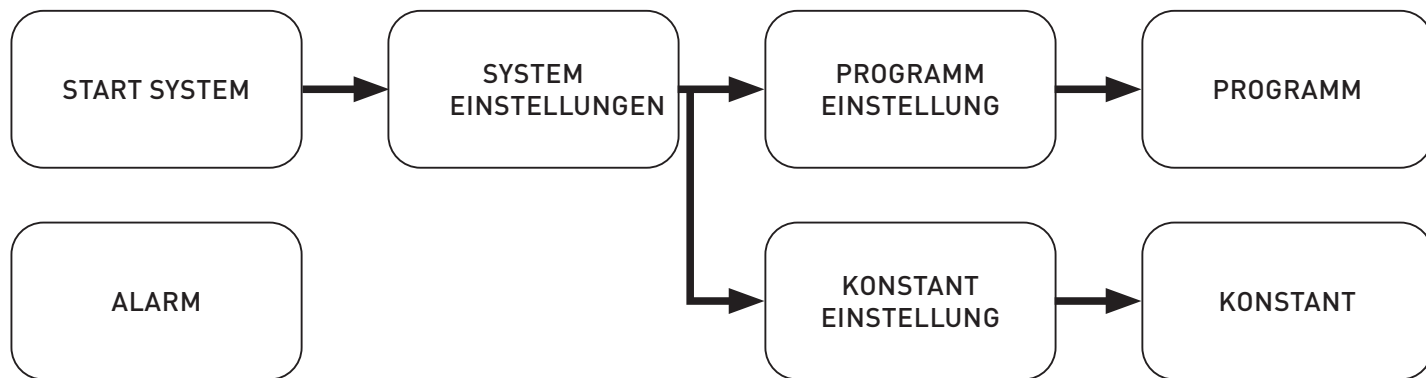 START SYSTEM
SYSTEM
EINSTELLUNGEN
PROGRAMM
EINSTELLUNG
PROGRAMM
ALARM
KONSTANT
EINSTELLUNG
KONSTANT